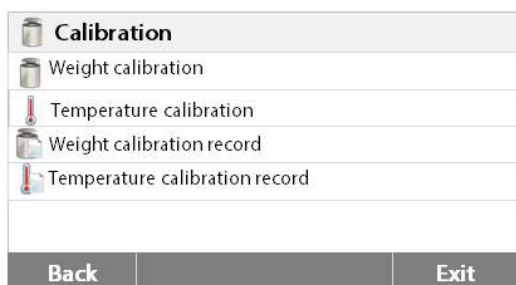 Calibration
Weight calibration
Temperature calibration
Weight calibration record
Temperature calibration record
Back Exit